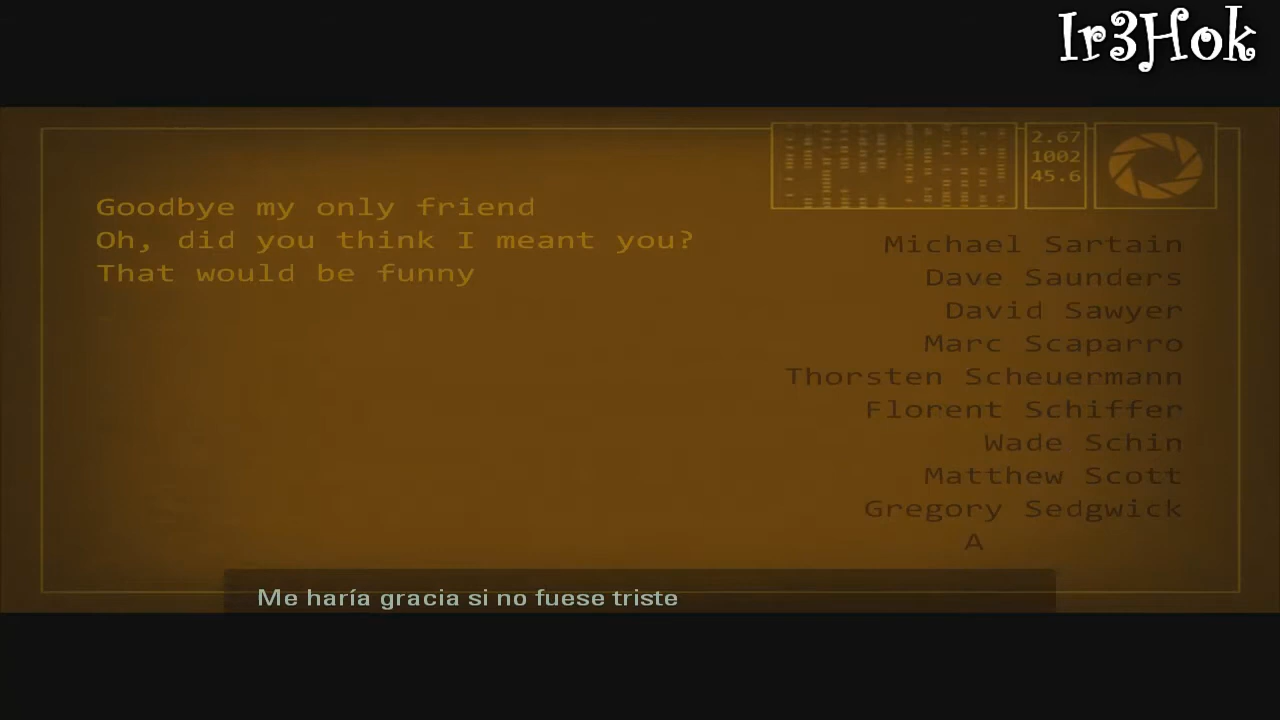 Ir3Hok
2.67
1002
45.6
Goodbye my only friend
Oh, did you think I meant you?
That would be funny
Michael Sartain
Dave Saunders
David Sawyer
Marc Scaparro
Thorsten Scheuermann
Florent Schiffer
Wade Schin
Matthew Scott
Gregory Sedgwick
A
Me haría gracia si no fuese triste